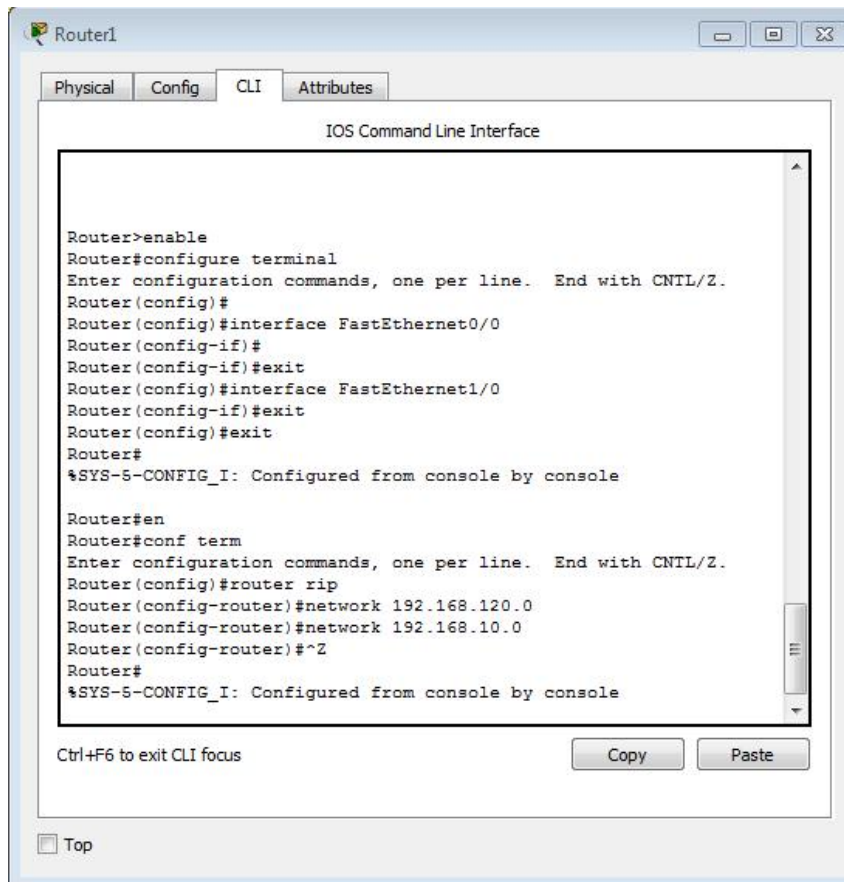 Router1
Physical Config CLI Attributes
IOS Command Line Interface
Router>enable
Router#configure terminal
Enter configuration commands, one per line.  End with CNTL/Z.
Router(config)#
Router(config)#interface FastEthernet0/0
Router(config-if)#
Router(config-if)#exit
Router(config)#interface FastEthernet1/0
Router(config-if)#exit
Router(config)#exit
Router#
%SYS-5-CONFIG_I: Configured from console by console
Router#en
Router#conf term
Enter configuration commands, one per line.  End with CNTL/Z.
Router(config)#router rip
Router(config-router)#network 192.168.120.0
Router(config-router)#network 192.168.10.0
Router(config-router)#^Z
Router#
%SYS-5-CONFIG_I: Configured from console by console
Ctrl+F6 to exit CLI focus Copy Paste
Top